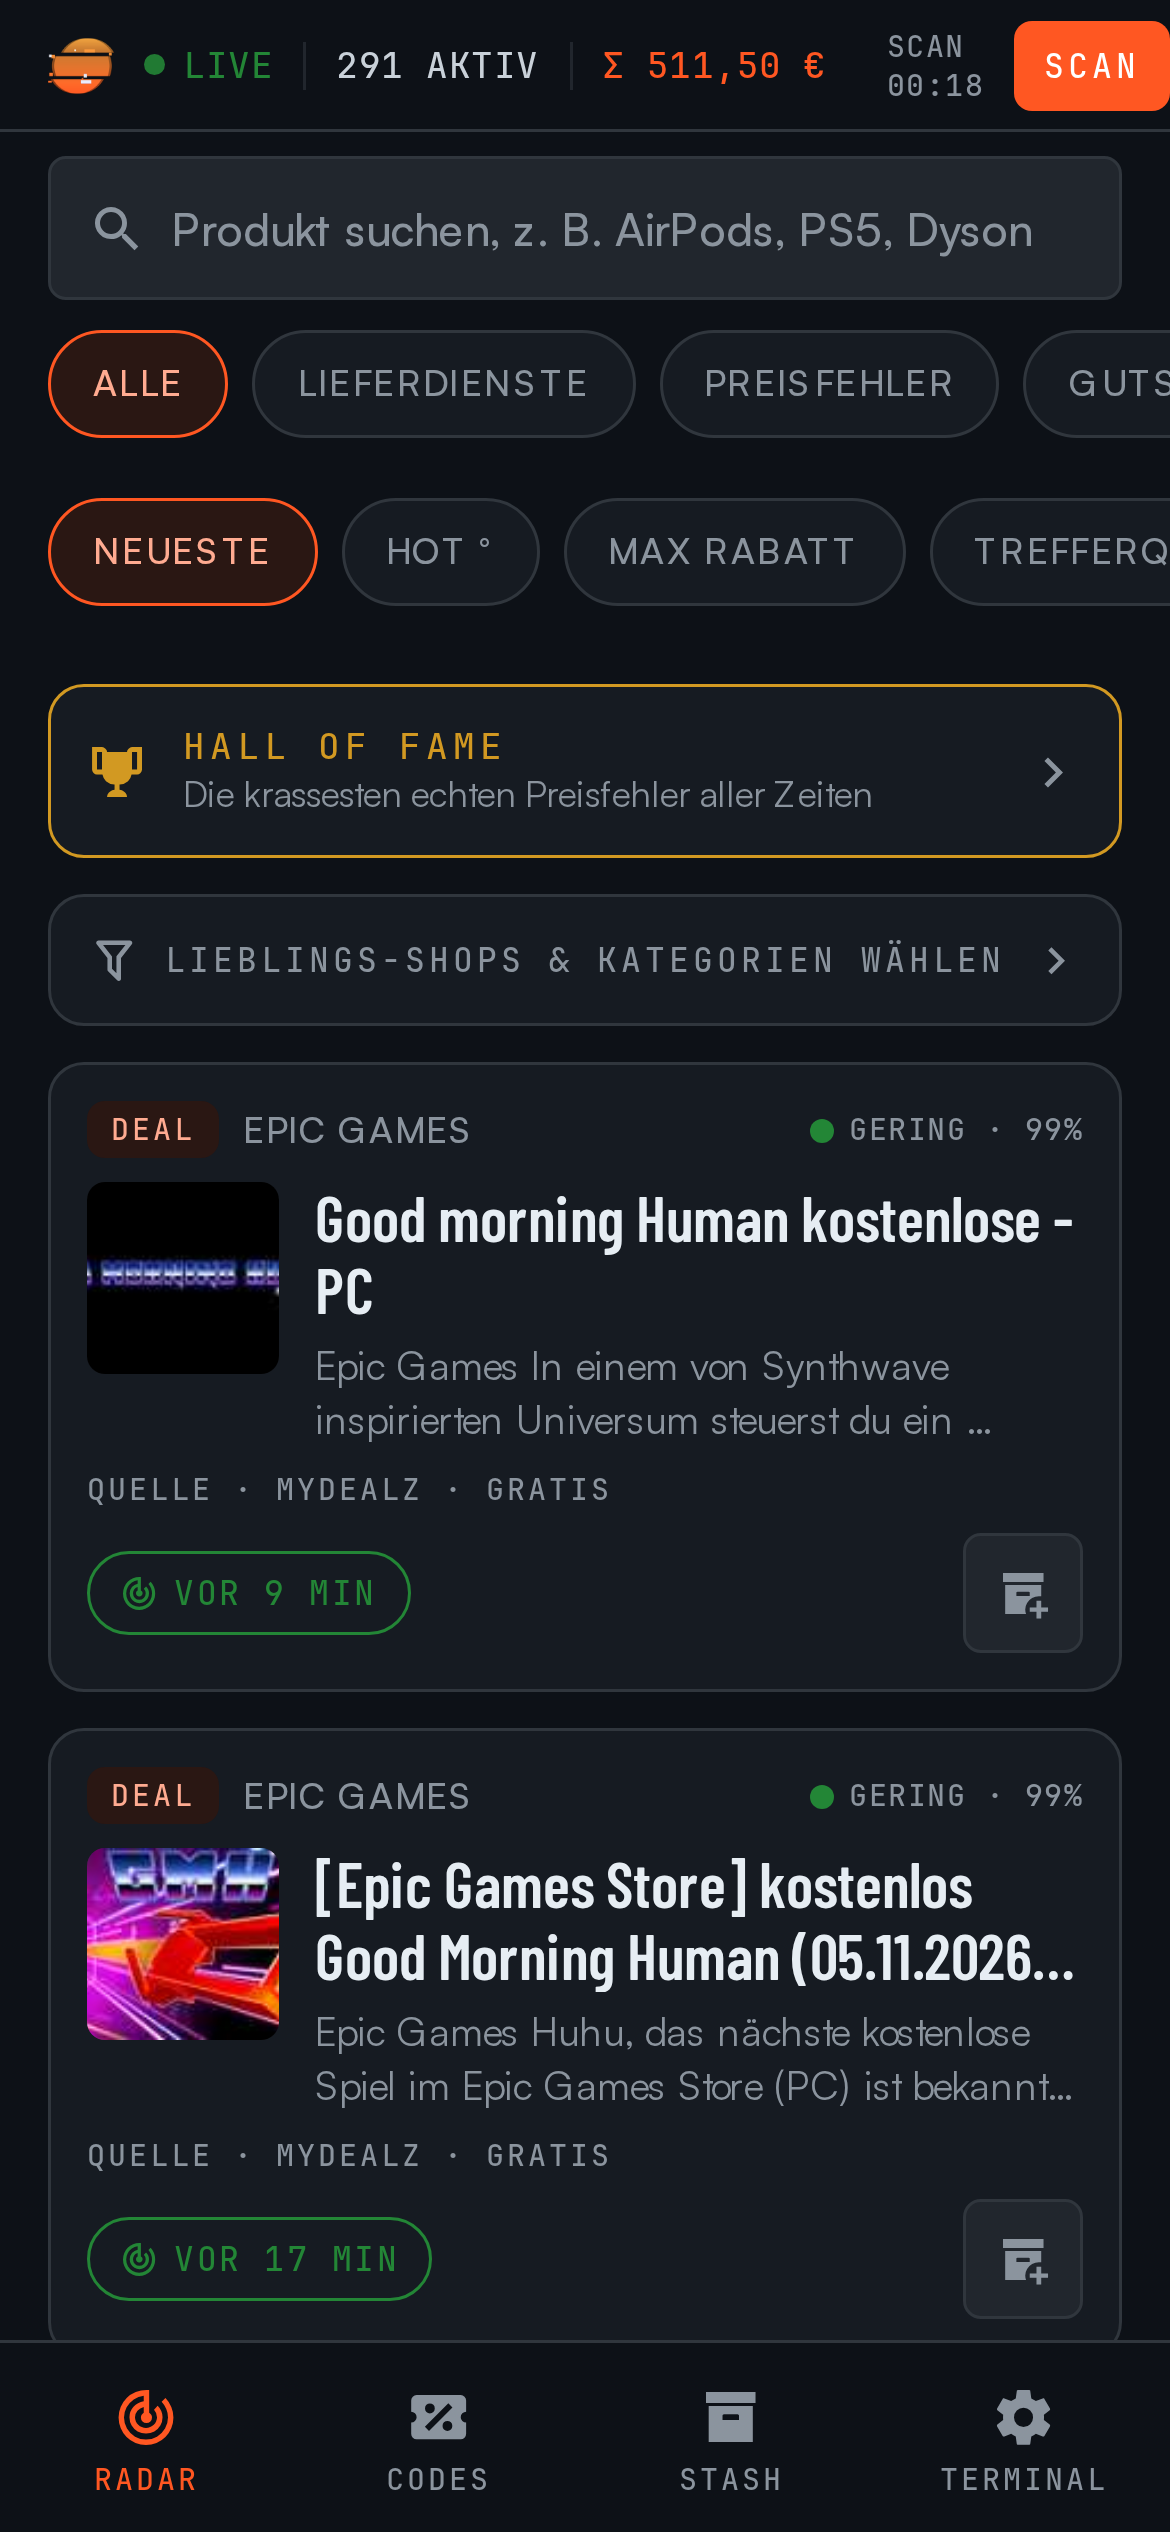 LIVE
291 AKTIV
Σ 511,50 €
SCAN
00:18
SCAN
Produkt suchen, z. B. AirPods, PS5, Dyson
ALLE
LIEFERDIENSTE
PREISFEHLER
GUTS
NEUESTE
HOT °
MAX RABATT
TREFFERQ
HALL OF FAME
Die krassesten echten Preisfehler aller Zeiten
LIEBLINGS-SHOPS & KATEGORIEN WÄHLEN
DEAL
EPIC GAMES
GERING · 99%
Good morning Human kostenlose -
PC
Epic Games In einem von Synthwave
inspirierten Universum steuerst du ein ...
QUELLE · MYDEALZ · GRATIS
VOR 9 MIN
DEAL
EPIC GAMES
GERING · 99%
GMH
[Epic Games Store] kostenlos
Good Morning Human (05.11.2026...
Epic Games Huhu, das nächste kostenlose
Spiel im Epic Games Store (PC) ist bekannt...
QUELLE · MYDEALZ · GRATIS
VOR 17 MIN
RADAR
CODES
STASH
TERMINAL